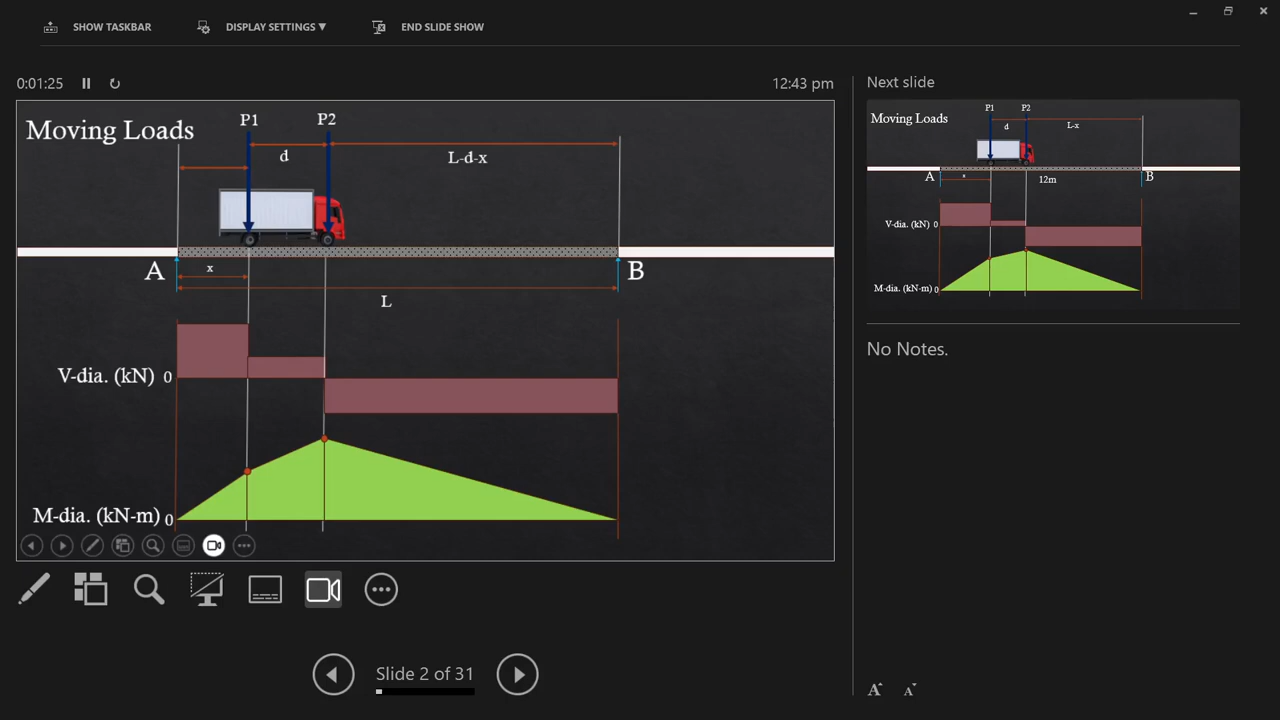 SHOW TASKBAR
DISPLAY SETTINGS ▼
END SLIDE SHOW
0:01:25
12:43 pm
Next slide
Moving Loads
P1
P2
d
L-d-x
A
x
B
L
V-dia. (kN) 0
M-dia. (kN-m) 0
Moving Loads
P1
P2
d
L-x
A
x
12m
B
V-dia. (kN) 0
M-dia. (kN-m) 0
No Notes.
Slide 2 of 31
A
A